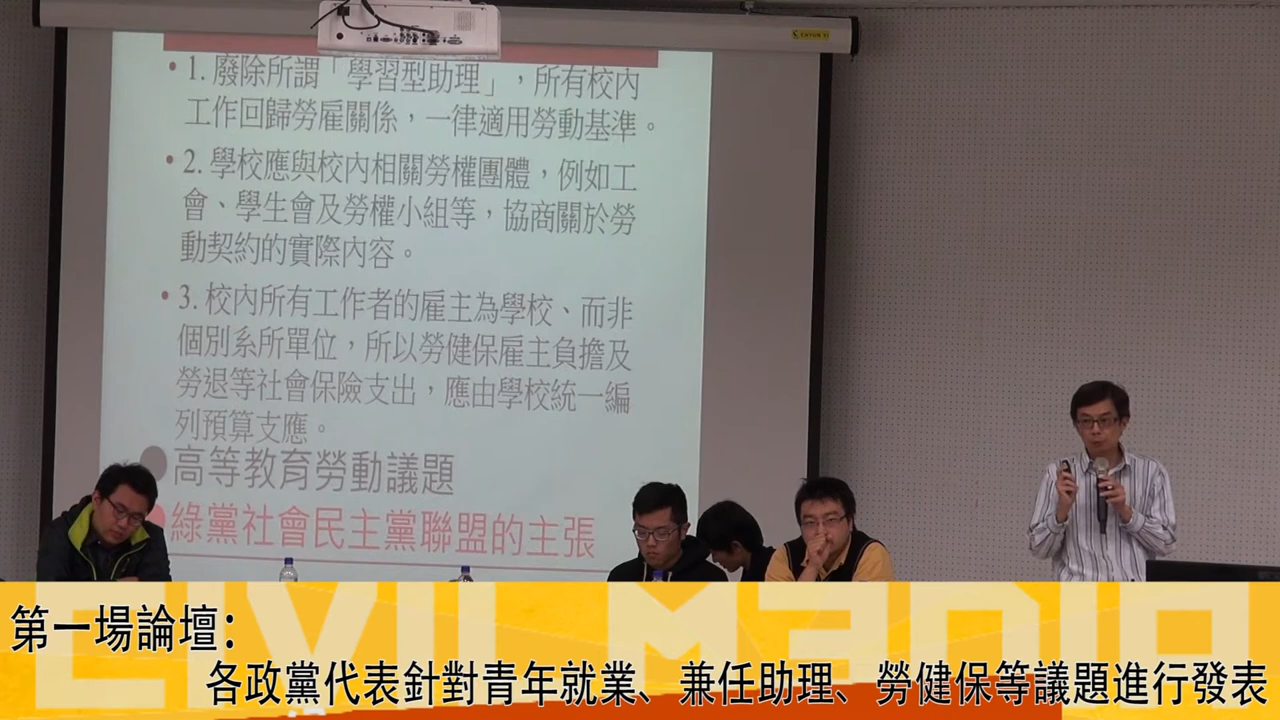 • 1. 廢除所謂「學習型助理」，所有校內
工作回歸勞雇關係，一律適用勞動基準。
• 2. 學校應與校內相關勞權團體，例如工
會、學生會及勞權小組等，協商關於勞
動契約的實際內容。
• 3. 校內所有工作者的雇主為學校、而非
個別系所單位，所以勞健保雇主負擔及
勞退等社會保險支出，應由學校統一編
列預算支應。
高等教育勞動議題
綠黨社會民主黨聯盟的主張
CIVIL MEDIA
第一場論壇：
各政黨代表針對青年就業、兼任助理、勞健保等議題進行發表